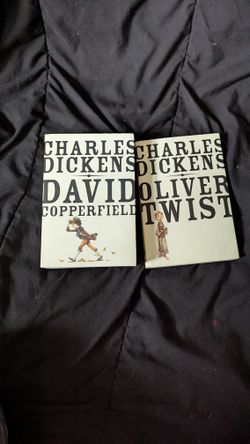 CHARLES
DICKENS
DAVID
COPPERFIELD
CHARLES
DICKENS
OLIVER
TWIST